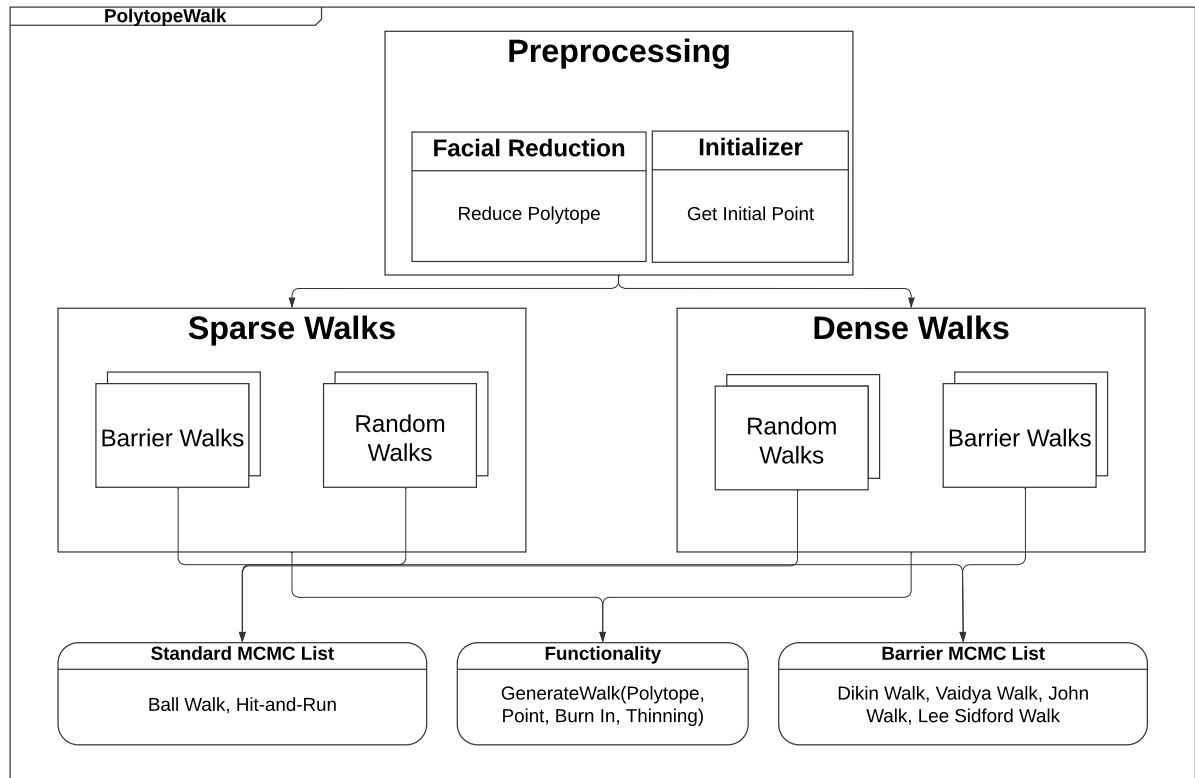 PolytopeWalk
Preprocessing
Facial Reduction
Initializer
Reduce Polytope
Get Initial Point
Sparse Walks
Dense Walks
Barrier Walks
Random
Walks
Random
Walks
Barrier Walks
Standard MCMC List
Ball Walk, Hit-and-Run
Functionality
GenerateWalk(Polytope,
Point, Burn In, Thinning)
Barrier MCMC List
Dikin Walk, Vaidya Walk, John
Walk, Lee Sidford Walk